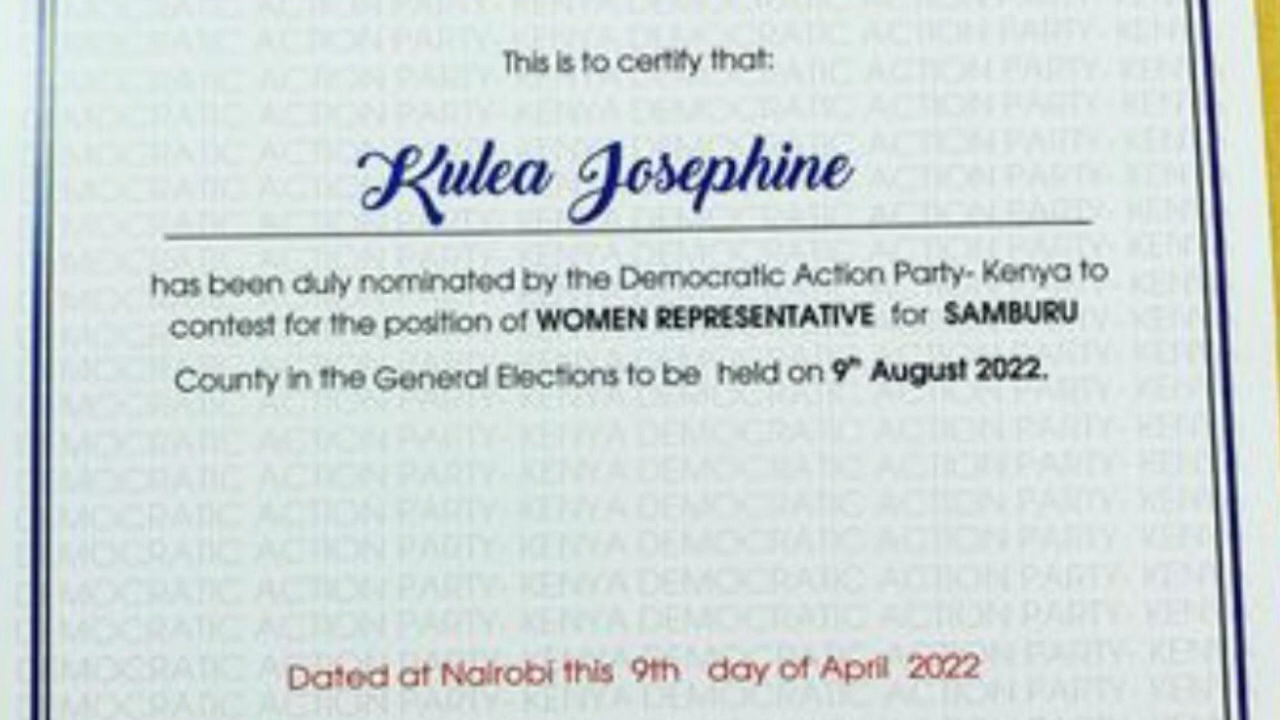 This is to certify that:
Kulea Josephine
has been duly nominated by the Democratic Action Party- Kenya to
contest for the position of WOMEN REPRESENTATIVE for SAMBURU
County in the General Elections to be held on 9th August 2022.
Dated at Nairobi this 9th day of April 2022